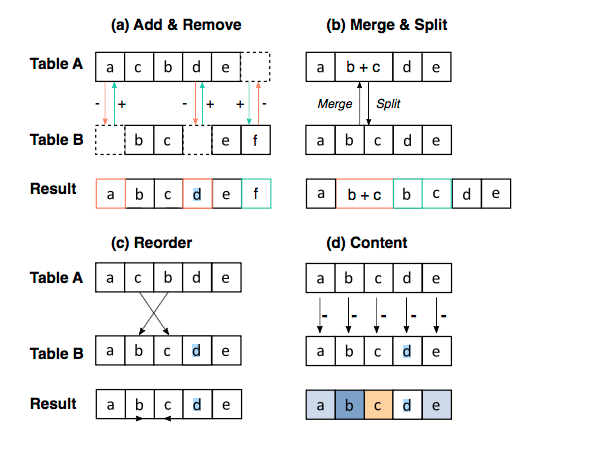 (a) Add & Remove
(b) Merge & Split
Table A a c b d e
a b + c d e
- + - + + -
Merge Split
Table B b c e f
a b c d e
Result a b c d e f
a b + c b c d e
(c) Reorder
(d) Content
Table A a c b d e
a b c d e
- - - - -
Table B a b c d e
a b c d e
Result a b c d e
a b c d e